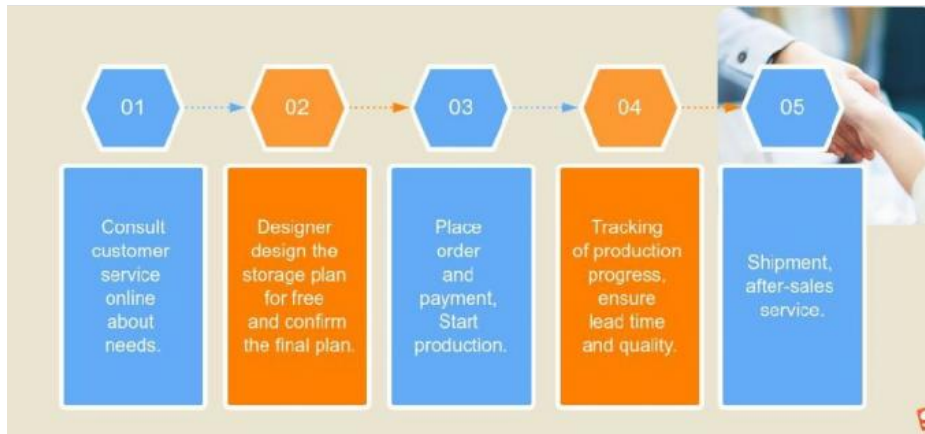 01
02
03
04
05
Consult
customer
service
online
about
needs.
Designer
design the
storage plan
for free
and confirm
the final plan.
Place
order
and
payment,
Start
production.
Tracking
of production
progress,
ensure
lead time
and quality.
Shipment,
after-sales
service.